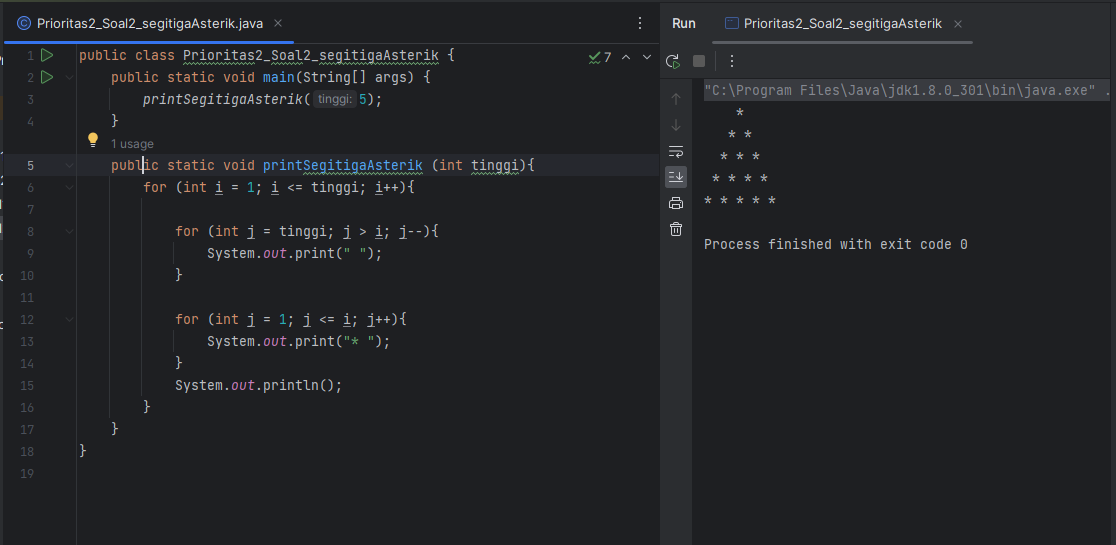 Prioritas2_Soal2_segitigaAsterik.java
1 public class Prioritas2_Soal2_segitigaAsterik {
2 public static void main(String[] args) {
3 printSegitigaAsterik( tinggi: 5);
4 }
1 usage
5 public static void printSegitigaAsterik (int tinggi){
6 for (int i = 1; i <= tinggi; i++){
7
8 for (int j = tinggi; j > i; j--){
9 System.out.print(" ");
10 }
11
12 for (int j = 1; j <= i; j++){
13 System.out.print("* ");
14 }
15 System.out.println();
16 }
17 }
18 }
19
7
Run Prioritas2_Soal2_segitigaAsterik
"C:\Program Files\Java\jdk1.8.0_301\bin\java.exe" .
    *
   * *
  * * *
 * * * *
* * * * *
Process finished with exit code 0